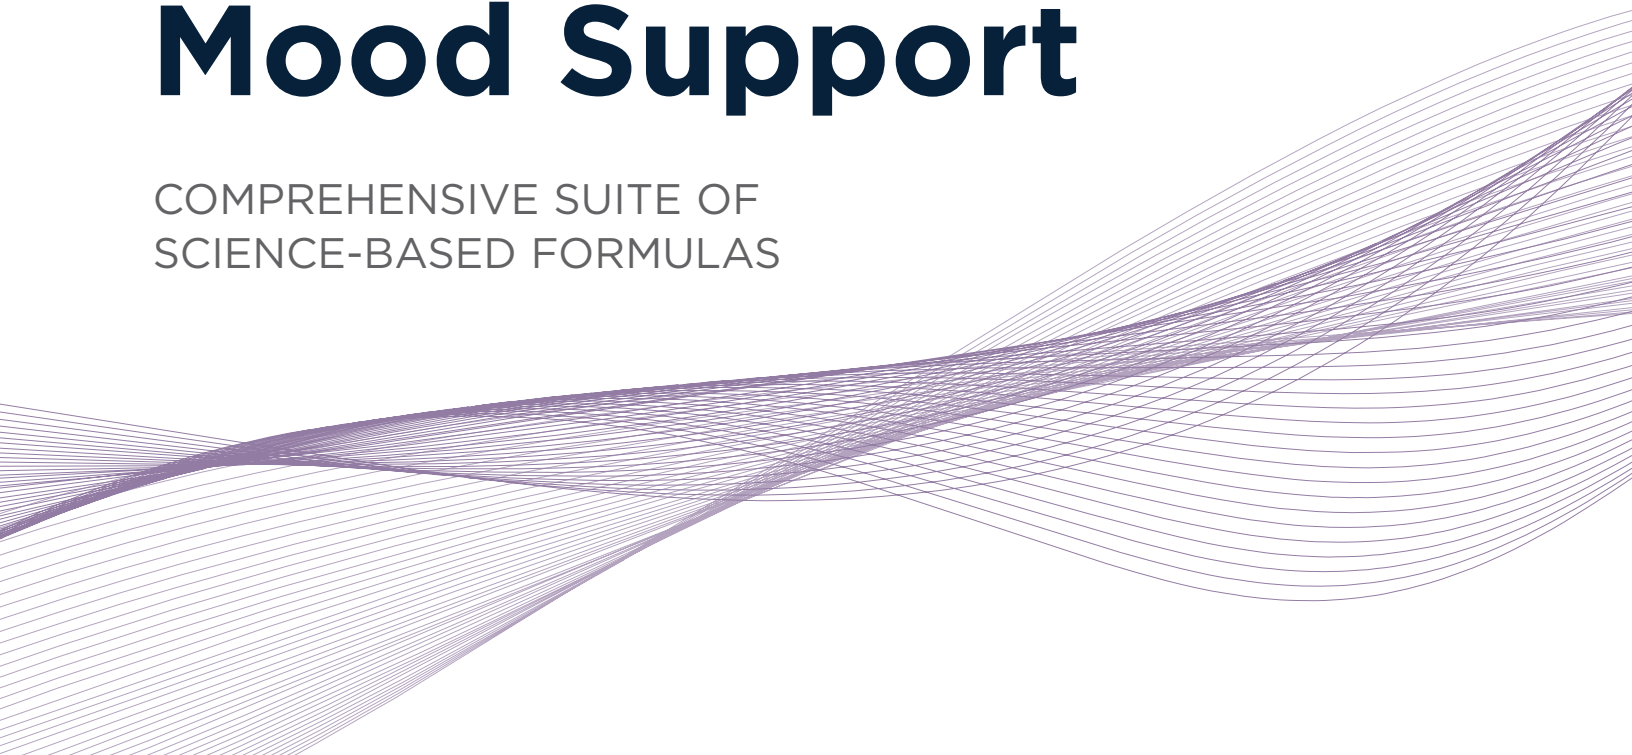 Mood Support
COMPREHENSIVE SUITE OF
SCIENCE-BASED FORMULAS